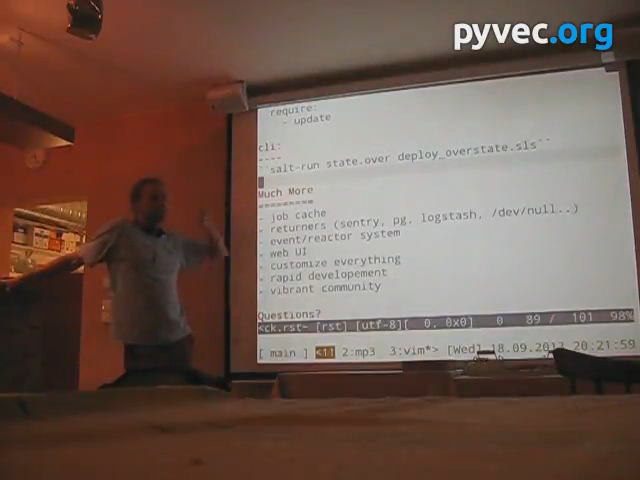 pyvec.org
require:
- update
cli:
----
``salt-run state.over deploy_overstate.sls``
Much More
=========
- job cache
- returners (sentry, pg, logstash, /dev/null..)
- event/reactor system
- web UI
- customize everything
- rapid developement
- vibrant community
Questions?
<ck.rst- [rst] [utf-8][ 0, 0x0] 0 89 / 101 98%
[ main ] <1] 2:mp3 3:vim*> [Wed] 18.09.2013 20:21:59